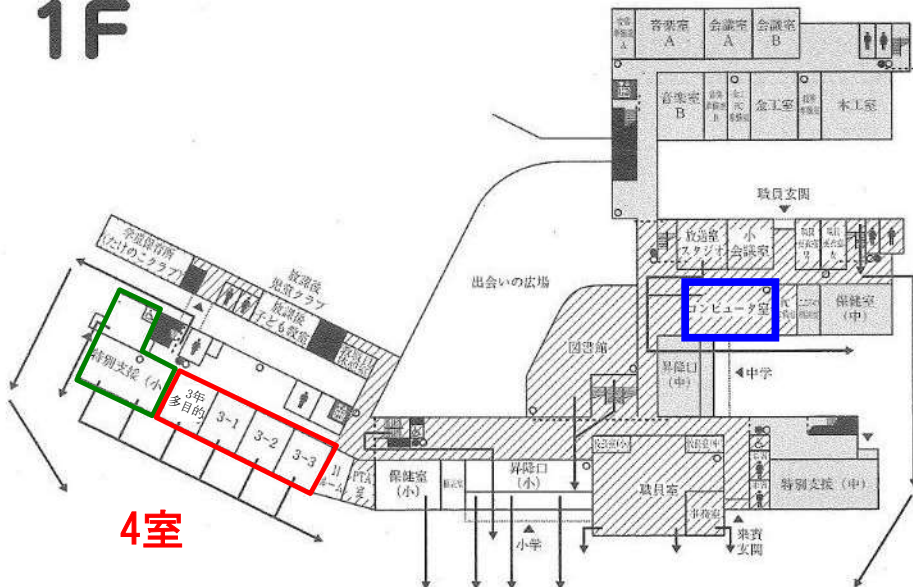 1F
音楽室
A
会議室
A
会議室
B
音楽室
B
金工室
木工室
職員玄関
放送室
スタジオ
小
会議室
コンピュータ室
保健室
(中)
学童保育所
(たけのこクラブ)
放課後
児童クラブ
放課後
子ども教室
出会いの広場
図書館
昇降口
(中)
中学
特別支援(小)
3年
多目的
3-1
3-2
3-3
PTA
室
保健室
(小)
昇降口
(小)
職員室
事務室
特別支援(中)
小学
来賓
玄関
4室